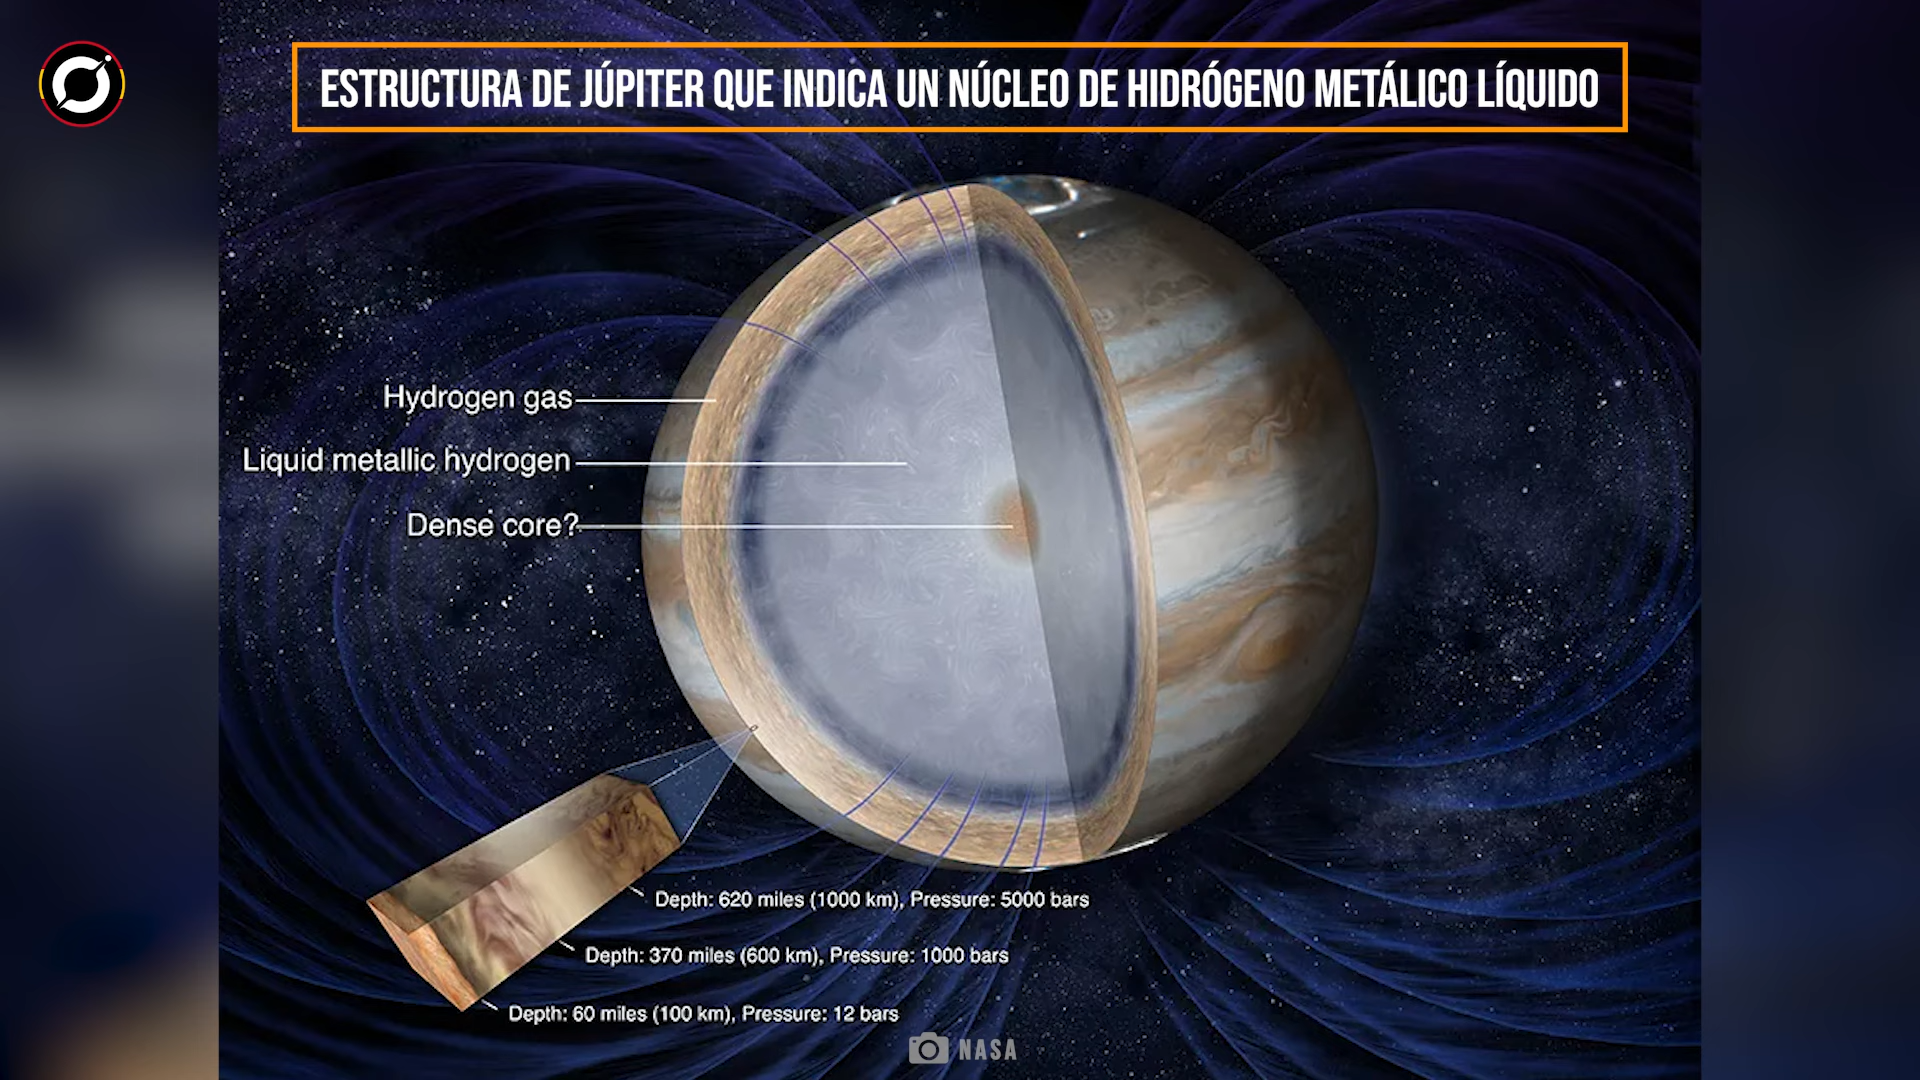 ESTRUCTURA DE JÚPITER QUE INDICA UN NÚCLEO DE HIDRÓGENO METÁLICO LÍQUIDO
Hydrogen gas
Liquid metallic hydrogen
Dense core?
Depth: 620 miles (1000 km), Pressure: 5000 bars
Depth: 370 miles (600 km), Pressure: 1000 bars
Depth: 60 miles (100 km), Pressure: 12 bars
NASA